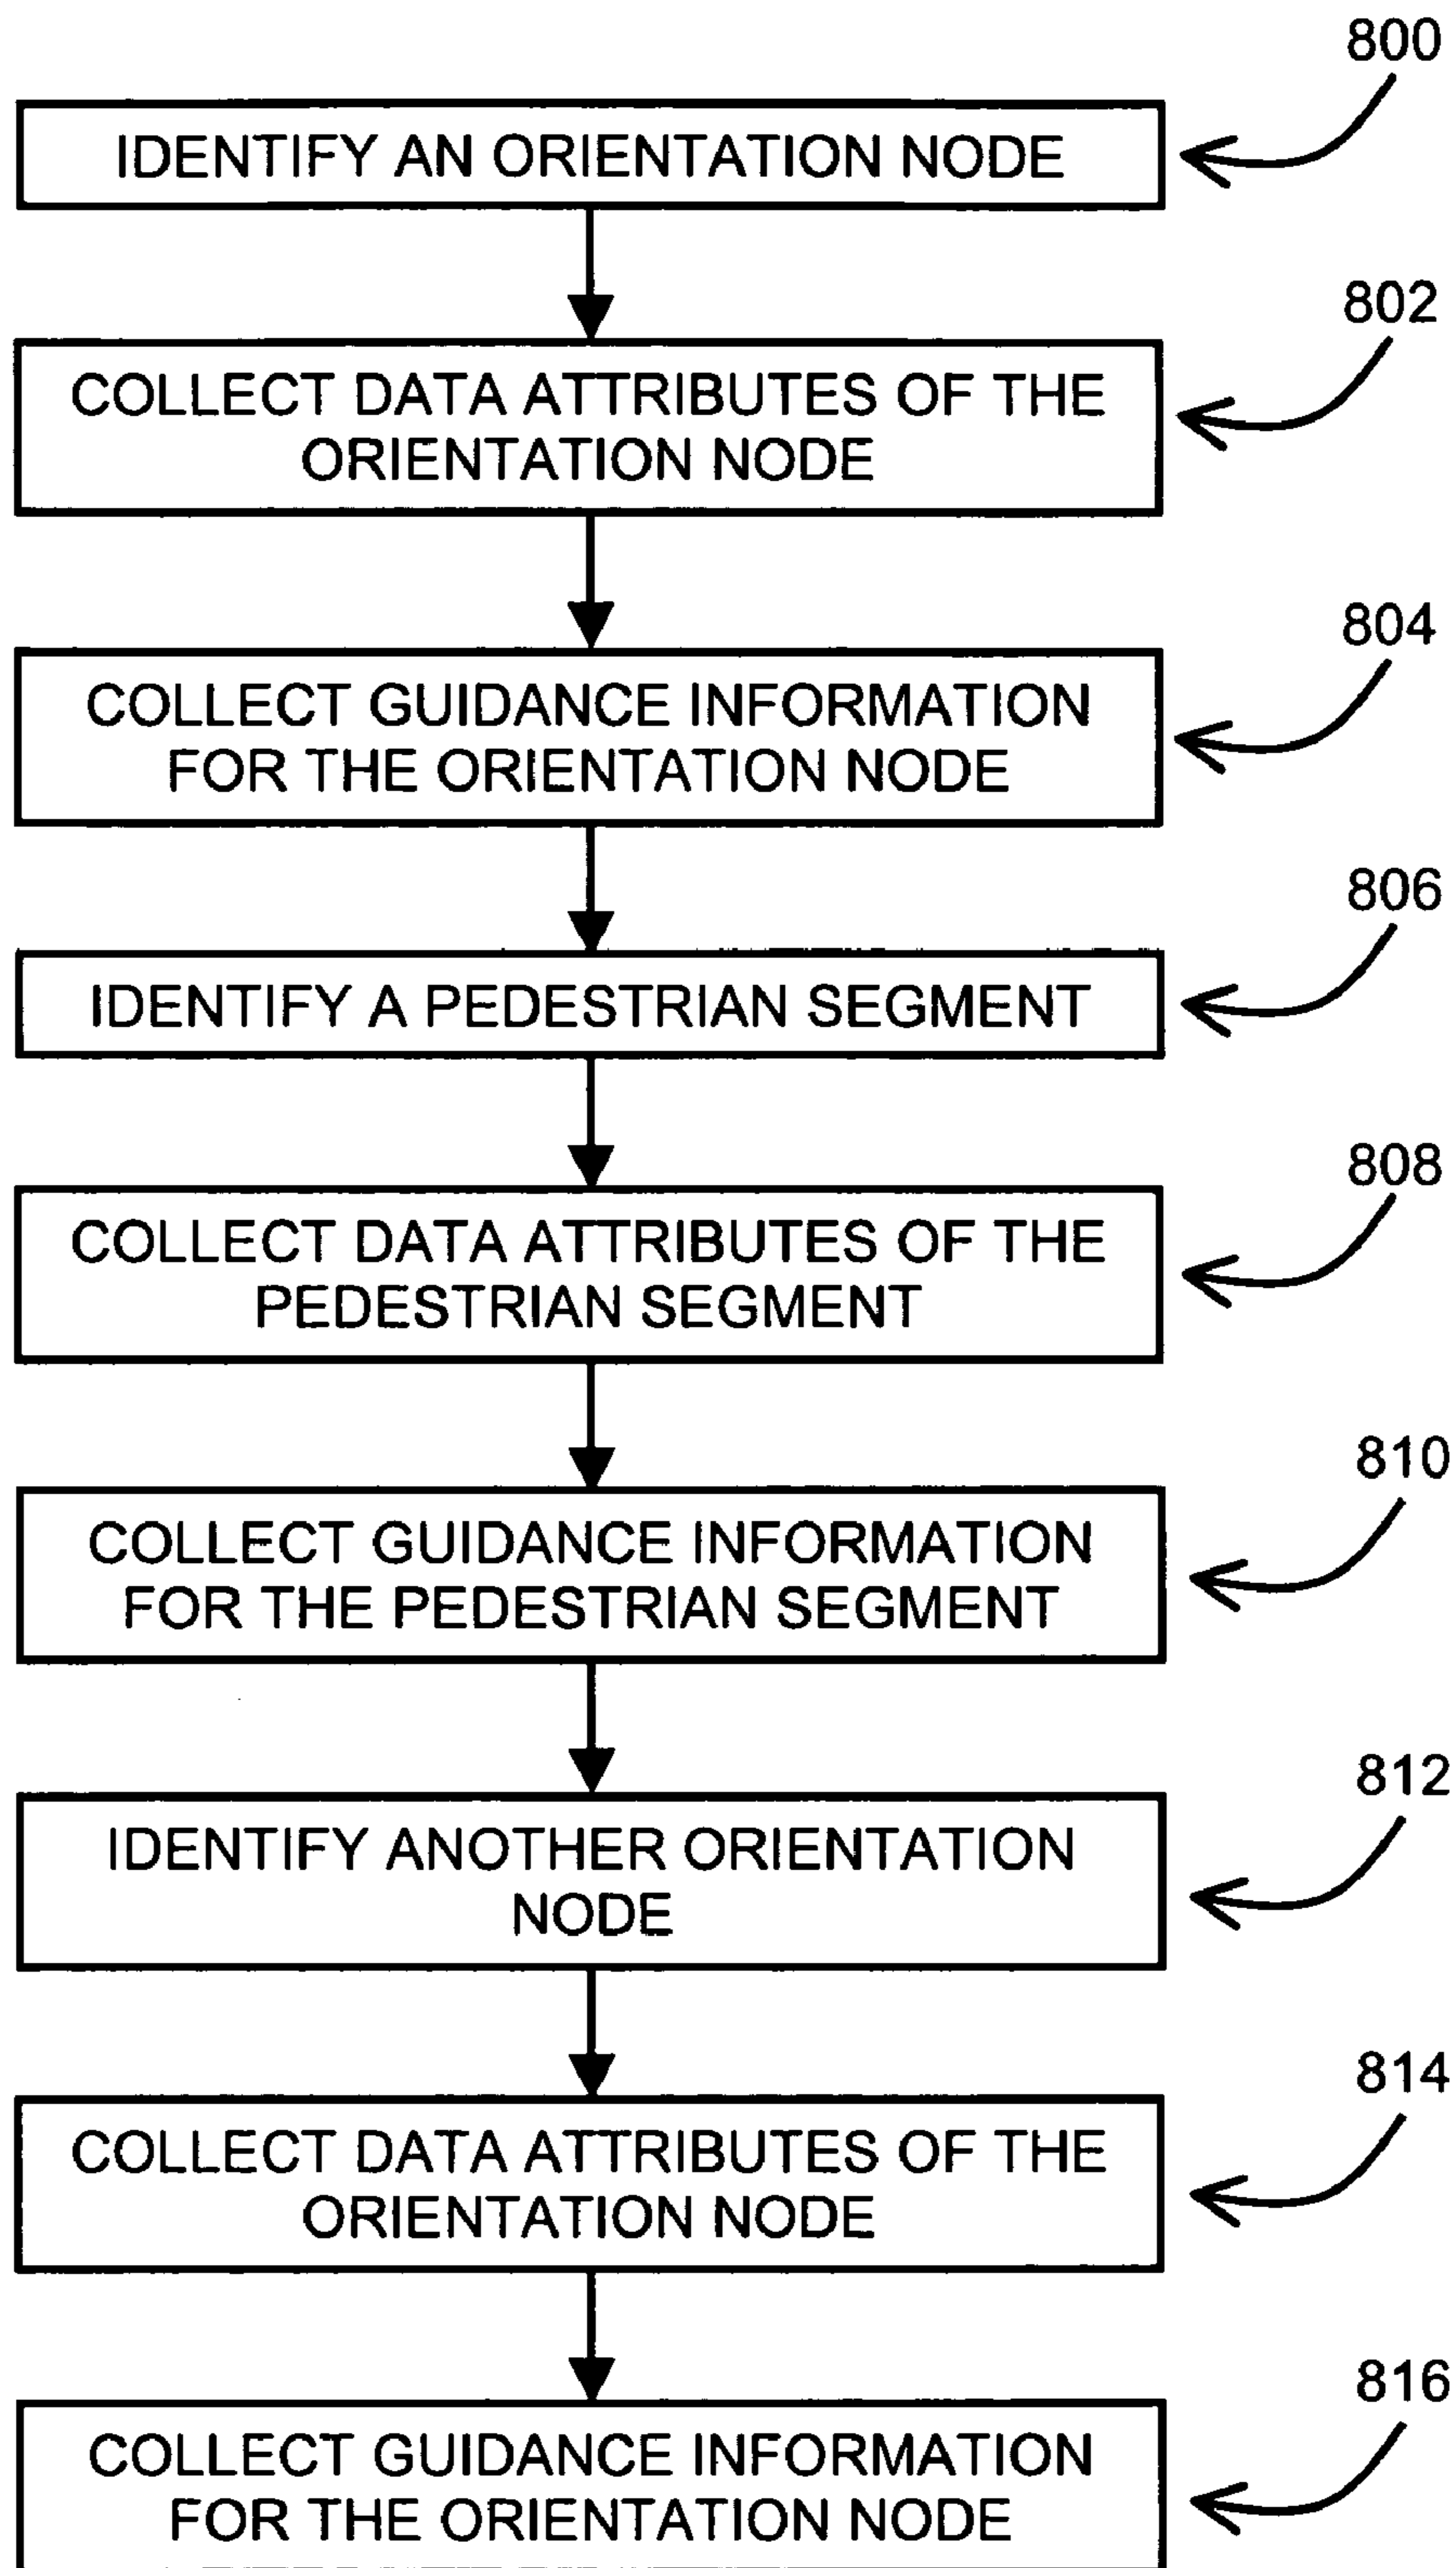 800
IDENTIFY AN ORIENTATION NODE
802
COLLECT DATA ATTRIBUTES OF THE
ORIENTATION NODE
804
COLLECT GUIDANCE INFORMATION
FOR THE ORIENTATION NODE
806
IDENTIFY A PEDESTRIAN SEGMENT
808
COLLECT DATA ATTRIBUTES OF THE
PEDESTRIAN SEGMENT
810
COLLECT GUIDANCE INFORMATION
FOR THE PEDESTRIAN SEGMENT
812
IDENTIFY ANOTHER ORIENTATION
NODE
814
COLLECT DATA ATTRIBUTES OF THE
ORIENTATION NODE
816
COLLECT GUIDANCE INFORMATION
FOR THE ORIENTATION NODE